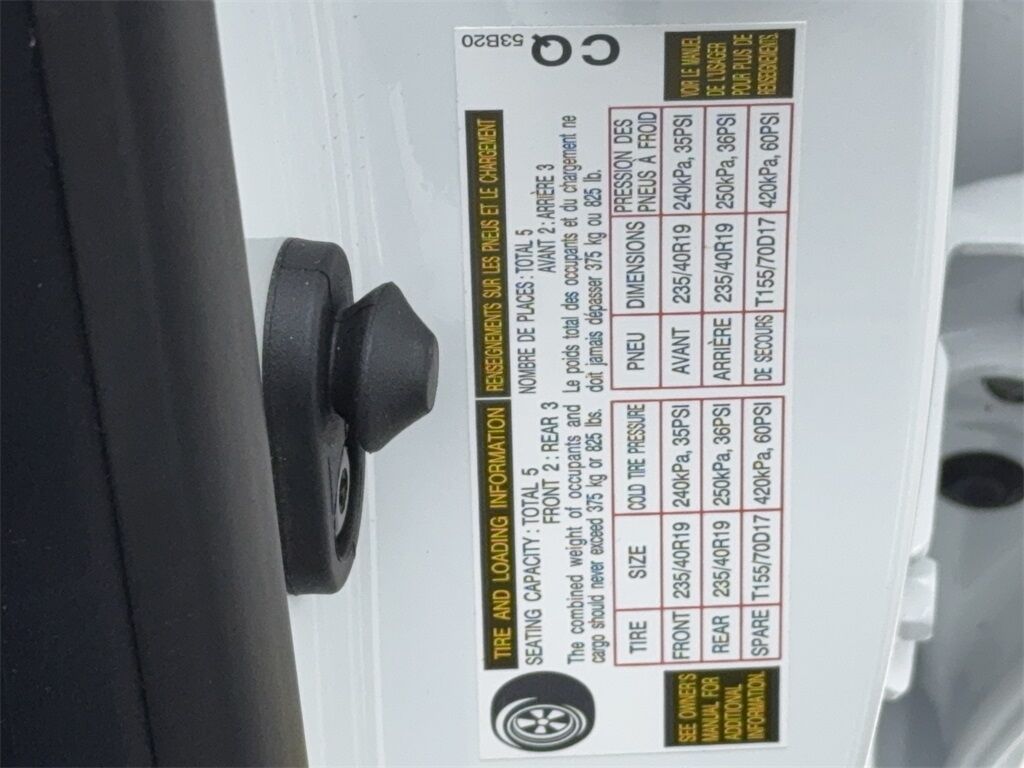 TIRE AND LOADING INFORMATION
RENSEIGNEMENTS SUR LES PNEUS ET LE CHARGEMENT
53B20
CQ
SEATING CAPACITY : TOTAL 5
FRONT 2 : REAR 3
The combined weight of occupants and
cargo should never exceed 375 kg or 825 lbs.
NOMBRE DE PLACES : TOTAL 5
AVANT 2 : ARRIÈRE 3
Le poids total des occupants et du chargement ne
doit jamais dépasser 375 kg ou 825 lb.
SEE OWNER'S
MANUAL FOR
ADDITIONAL
INFORMATION.
TIRE SIZE COLD TIRE PRESSURE
FRONT 235/40R19 240kPa, 35PSI
REAR 235/40R19 250kPa, 36PSI
SPARE T155/70D17 420kPa, 60PSI
PNEU DIMENSIONS PRESSION DES
PNEUS À FROID
AVANT 235/40R19 240kPa, 35PSI
ARRIÈRE 235/40R19 250kPa, 36PSI
DE SECOURS T155/70D17 420kPa, 60PSI
VOIR LE MANUEL
DE L'USAGER
POUR PLUS DE
RENSEIGNEMENTS.